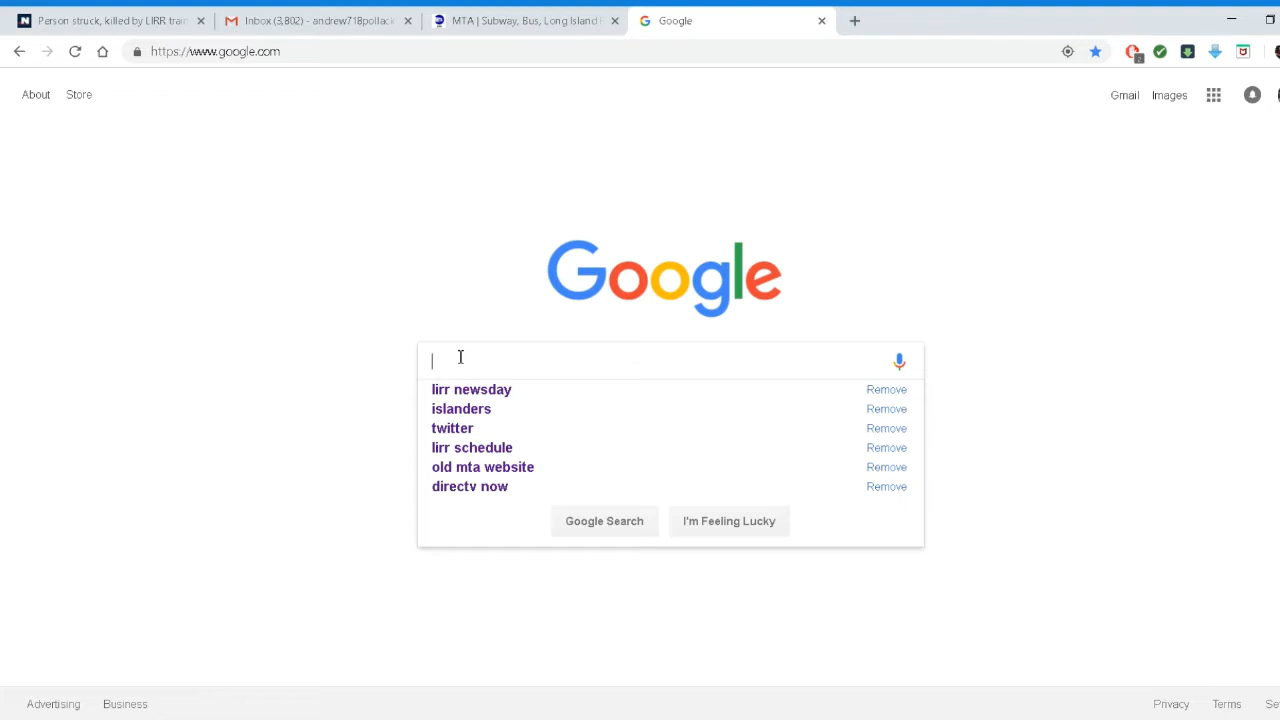 Person struck, killed by LIRR train
Inbox (3,802) - andrew718pollack
MTA | Subway, Bus, Long Island R
Google
https://www.google.com
About
Store
Gmail
Images
Google
lirr newsday
Remove
islanders
Remove
twitter
Remove
lirr schedule
Remove
old mta website
Remove
directv now
Remove
Google Search
I'm Feeling Lucky
Advertising
Business
Privacy
Terms